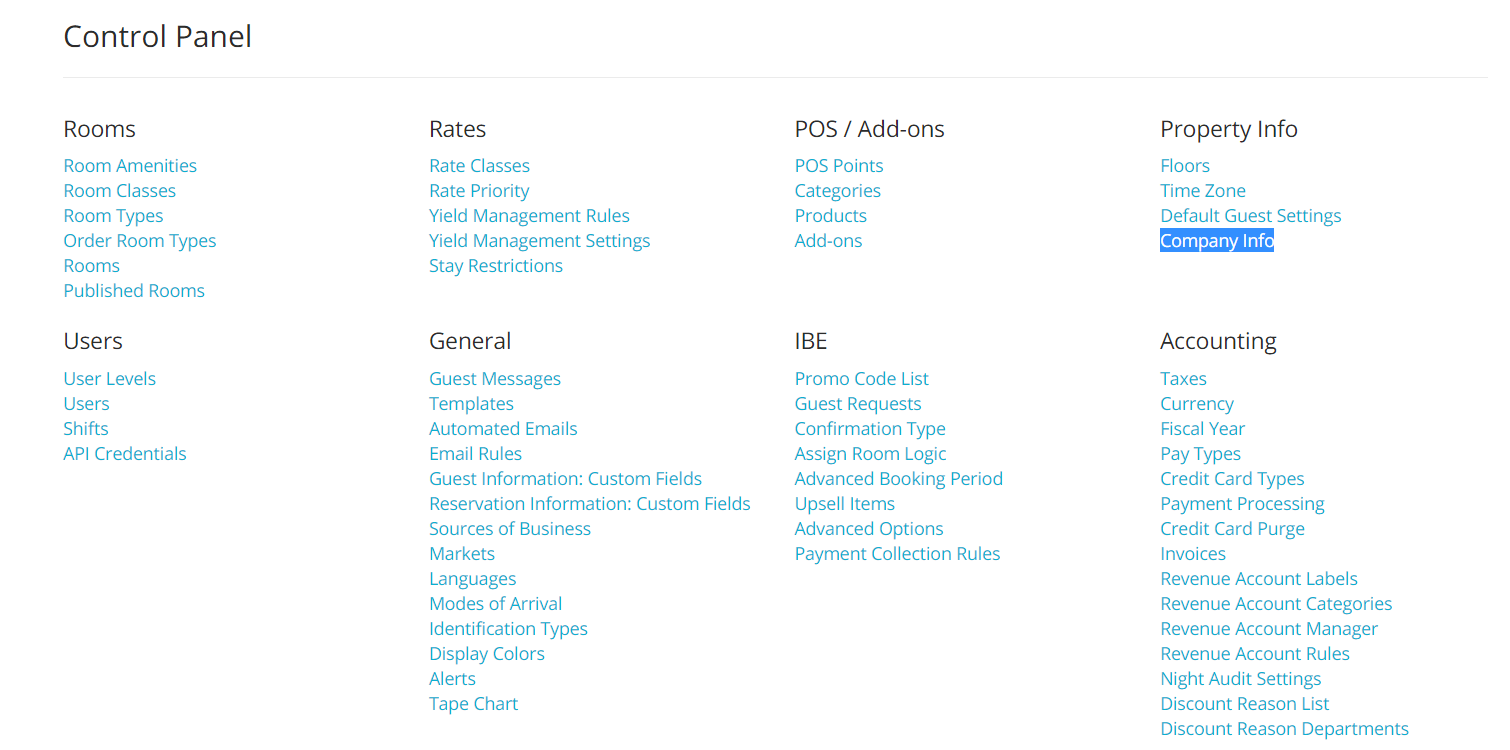 Control Panel
Rooms
Room Amenities
Room Classes
Room Types
Order Room Types
Rooms
Published Rooms
Rates
Rate Classes
Rate Priority
Yield Management Rules
Yield Management Settings
Stay Restrictions
POS / Add-ons
POS Points
Categories
Products
Add-ons
Property Info
Floors
Time Zone
Default Guest Settings
Company Info
Users
User Levels
Users
Shifts
API Credentials
General
Guest Messages
Templates
Automated Emails
Email Rules
Guest Information: Custom Fields
Reservation Information: Custom Fields
Sources of Business
Markets
Languages
Modes of Arrival
Identification Types
Display Colors
Alerts
Tape Chart
IBE
Promo Code List
Guest Requests
Confirmation Type
Assign Room Logic
Advanced Booking Period
Upsell Items
Advanced Options
Payment Collection Rules
Accounting
Taxes
Currency
Fiscal Year
Pay Types
Credit Card Types
Payment Processing
Credit Card Purge
Invoices
Revenue Account Labels
Revenue Account Categories
Revenue Account Manager
Revenue Account Rules
Night Audit Settings
Discount Reason List
Discount Reason Departments